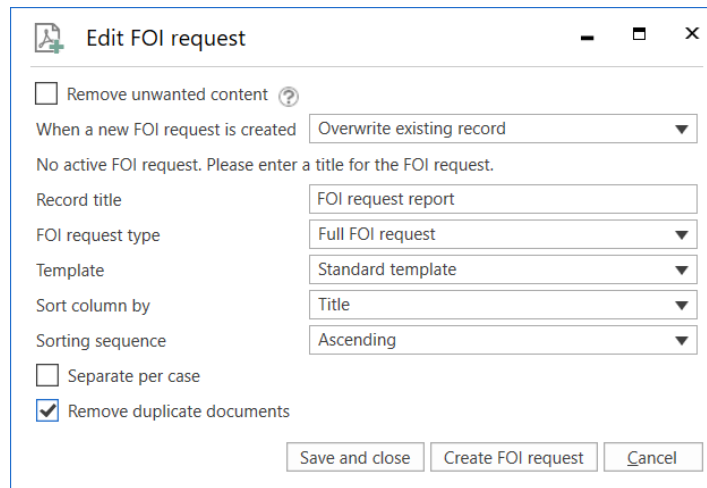 Edit FOI request
Remove unwanted content ?
When a new FOI request is created Overwrite existing record
No active FOI request. Please enter a title for the FOI request.
Record title FOI request report
FOI request type Full FOI request
Template Standard template
Sort column by Title
Sorting sequence Ascending
Separate per case
Remove duplicate documents
Save and close Create FOI request Cancel